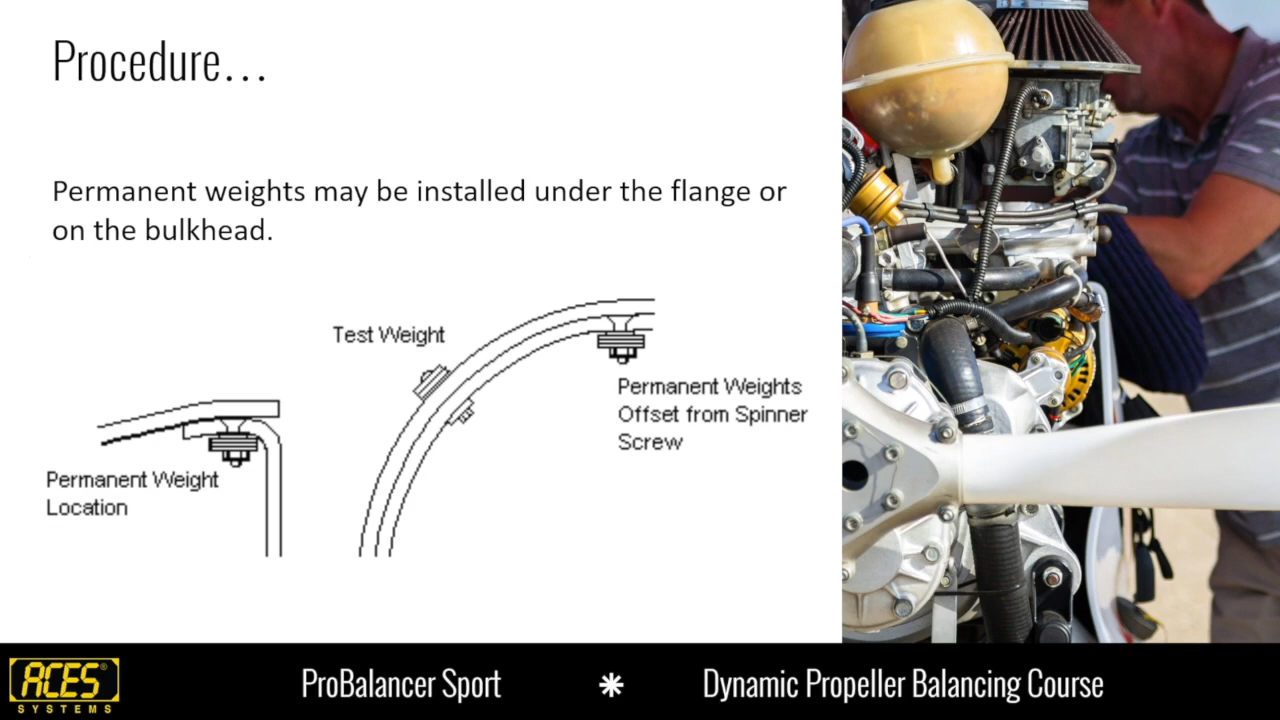 Procedure...
Permanent weights may be installed under the flange or
on the bulkhead.
Test Weight
Permanent Weights
Offset from Spinner
Screw
Permanent Weight
Location
ACES®
SYSTEMS
ProBalancer Sport * Dynamic Propeller Balancing Course